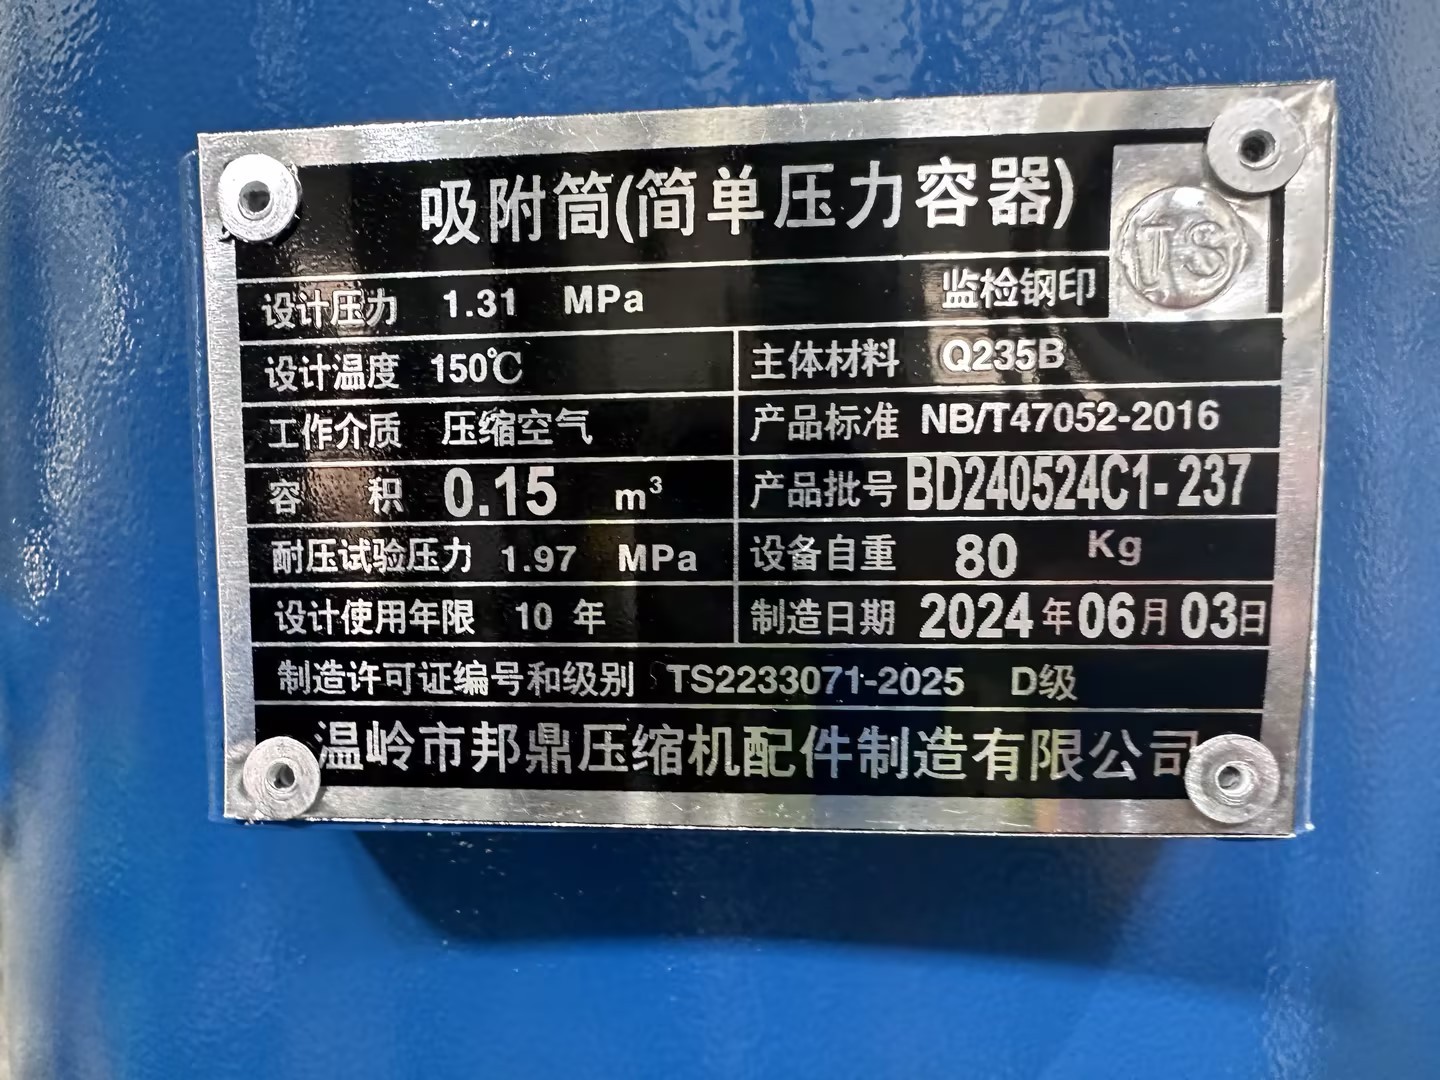 吸附筒(简单压力容器)
TS
设计压力 1.31 MPa 监检钢印
设计温度 150℃ 主体材料 Q235B
工作介质 压缩空气 产品标准 NB/T47052-2016
容 积 0.15 m³ 产品批号 BD240524C1-237
耐压试验压力 1.97 MPa 设备自重 80 Kg
设计使用年限 10 年 制造日期 2024年06月03日
制造许可证编号和级别 TS2233071-2025 D级
温岭市邦鼎压缩机配件制造有限公司